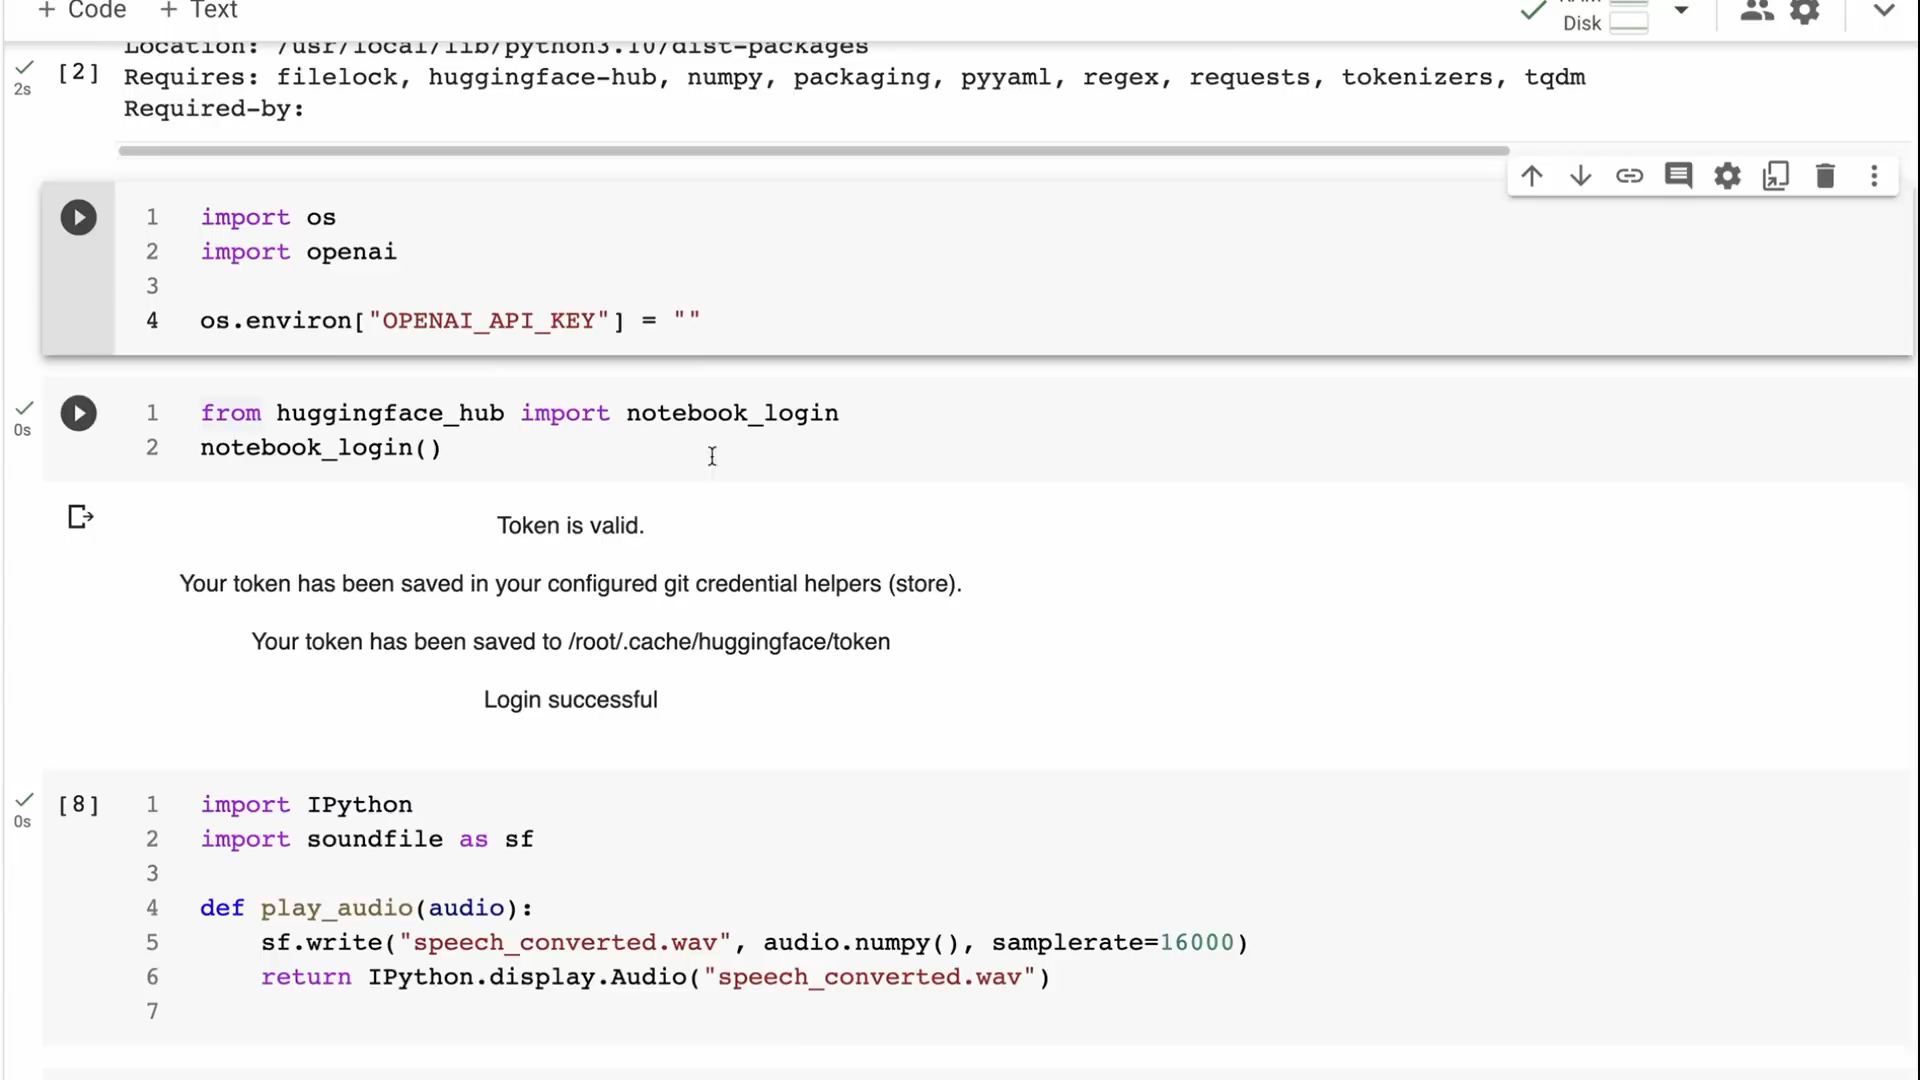 + Code + Text
Disk
Location: /usr/local/lib/python3.10/dist-packages
[2] Requires: filelock, huggingface-hub, numpy, packaging, pyyaml, regex, requests, tokenizers, tqdm
2s
Required-by:
1 import os
2 import openai
3
4 os.environ["OPENAI_API_KEY"] = ""
1 from huggingface_hub import notebook_login
0s
2 notebook_login()
Token is valid.
Your token has been saved in your configured git credential helpers (store).
Your token has been saved to /root/.cache/huggingface/token
Login successful
[8] 1 import IPython
0s
2 import soundfile as sf
3
4 def play_audio(audio):
5 sf.write("speech_converted.wav", audio.numpy(), samplerate=16000)
6 return IPython.display.Audio("speech_converted.wav")
7